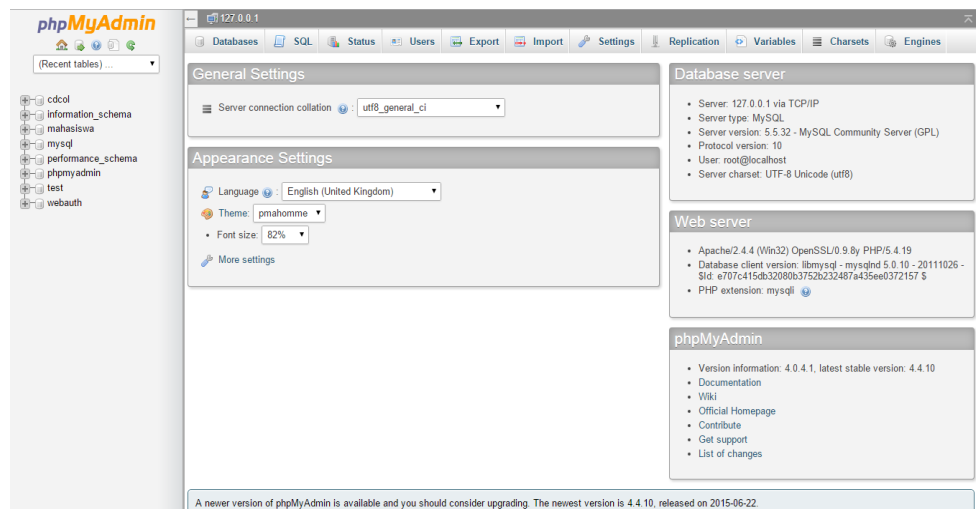 phpMyAdmin
(Recent tables) ...
cdcol
information_schema
mahasiswa
mysql
performance_schema
phpmyadmin
test
webauth
127.0.0.1
Databases SQL Status Users Export Import Settings Replication Variables Charsets Engines
General Settings
Server connection collation : utf8_general_ci
Appearance Settings
Language : English (United Kingdom)
Theme: pmahomme
Font size: 82%
More settings
Database server
Server: 127.0.0.1 via TCP/IP
Server type: MySQL
Server version: 5.5.32 - MySQL Community Server (GPL)
Protocol version: 10
User: root@localhost
Server charset: UTF-8 Unicode (utf8)
Web server
Apache/2.4.4 (Win32) OpenSSL/0.9.8y PHP/5.4.19
Database client version: libmysql - mysqlnd 5.0.10 - 20111026 -
$Id: e707c415db32080b3752b232487a435ee0372157 $
PHP extension: mysqli
phpMyAdmin
Version information: 4.0.4.1, latest stable version: 4.4.10
Documentation
Wiki
Official Homepage
Contribute
Get support
List of changes
A newer version of phpMyAdmin is available and you should consider upgrading. The newest version is 4.4.10, released on 2015-06-22.